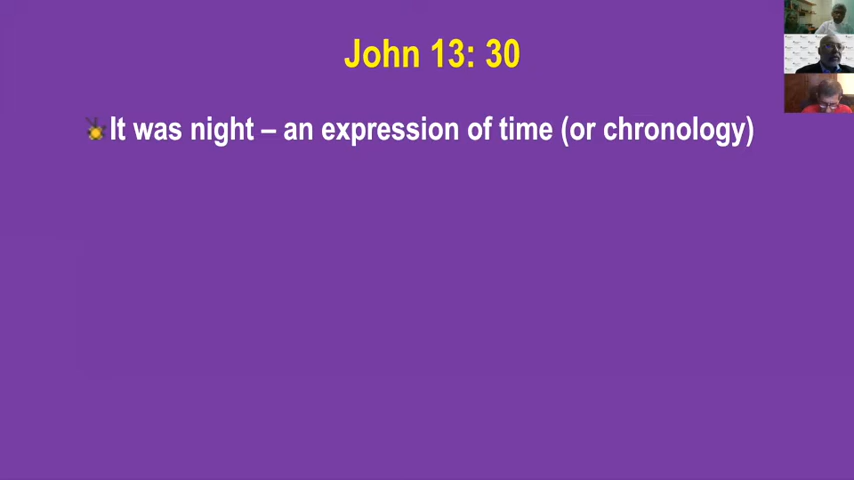 John 13: 30
It was night – an expression of time (or chronology)